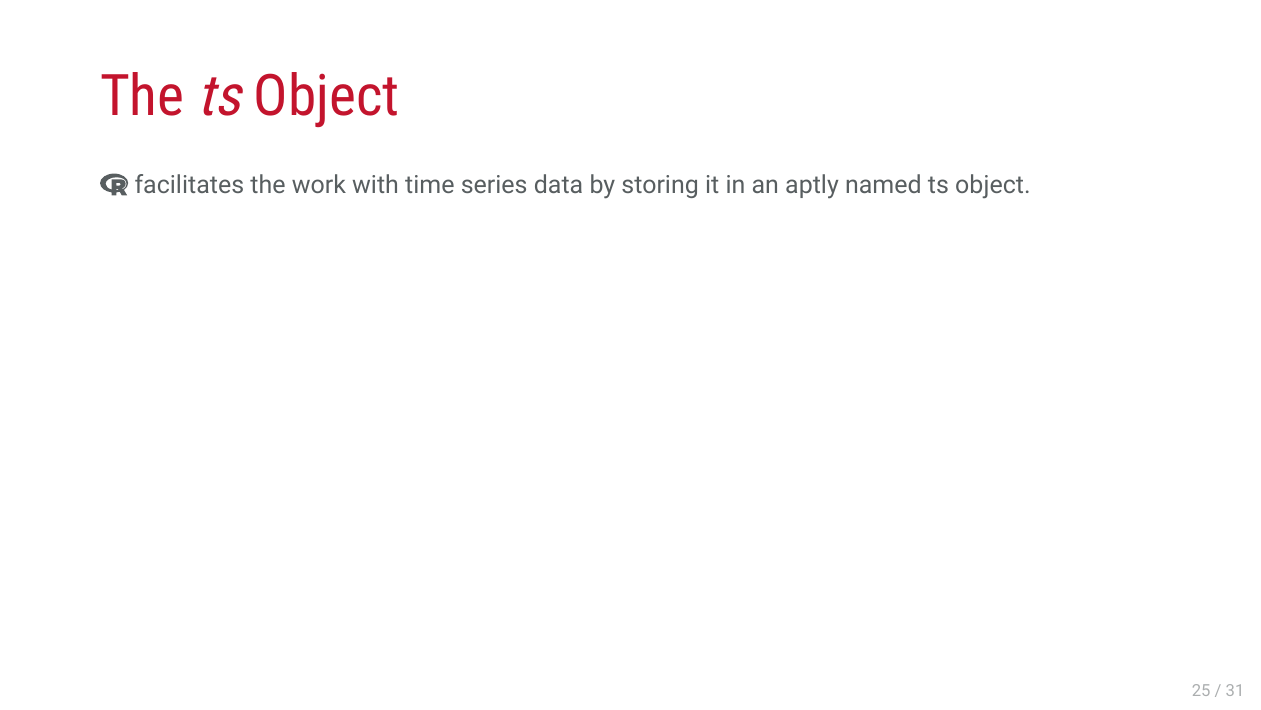 The ts Object
R facilitates the work with time series data by storing it in an aptly named ts object.
25 / 31